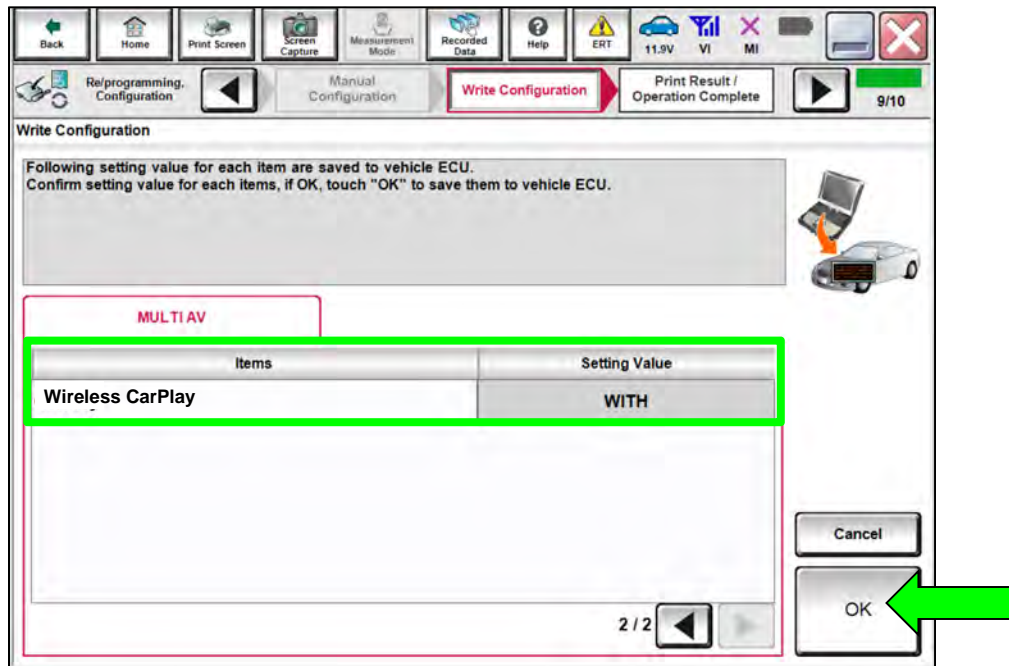 Back
Home
Print Screen
Screen
Capture
Measurement
Mode
Recorded
Data
Help
ERT
11.9V
VI
MI
Re/programming,
Configuration
Manual
Configuration
Write Configuration
Print Result /
Operation Complete
9/10
Write Configuration
Following setting value for each item are saved to vehicle ECU.
Confirm setting value for each items, if OK, touch "OK" to save them to vehicle ECU.
MULTI AV
Items
Setting Value
Wireless CarPlay
WITH
Cancel
2 / 2
OK